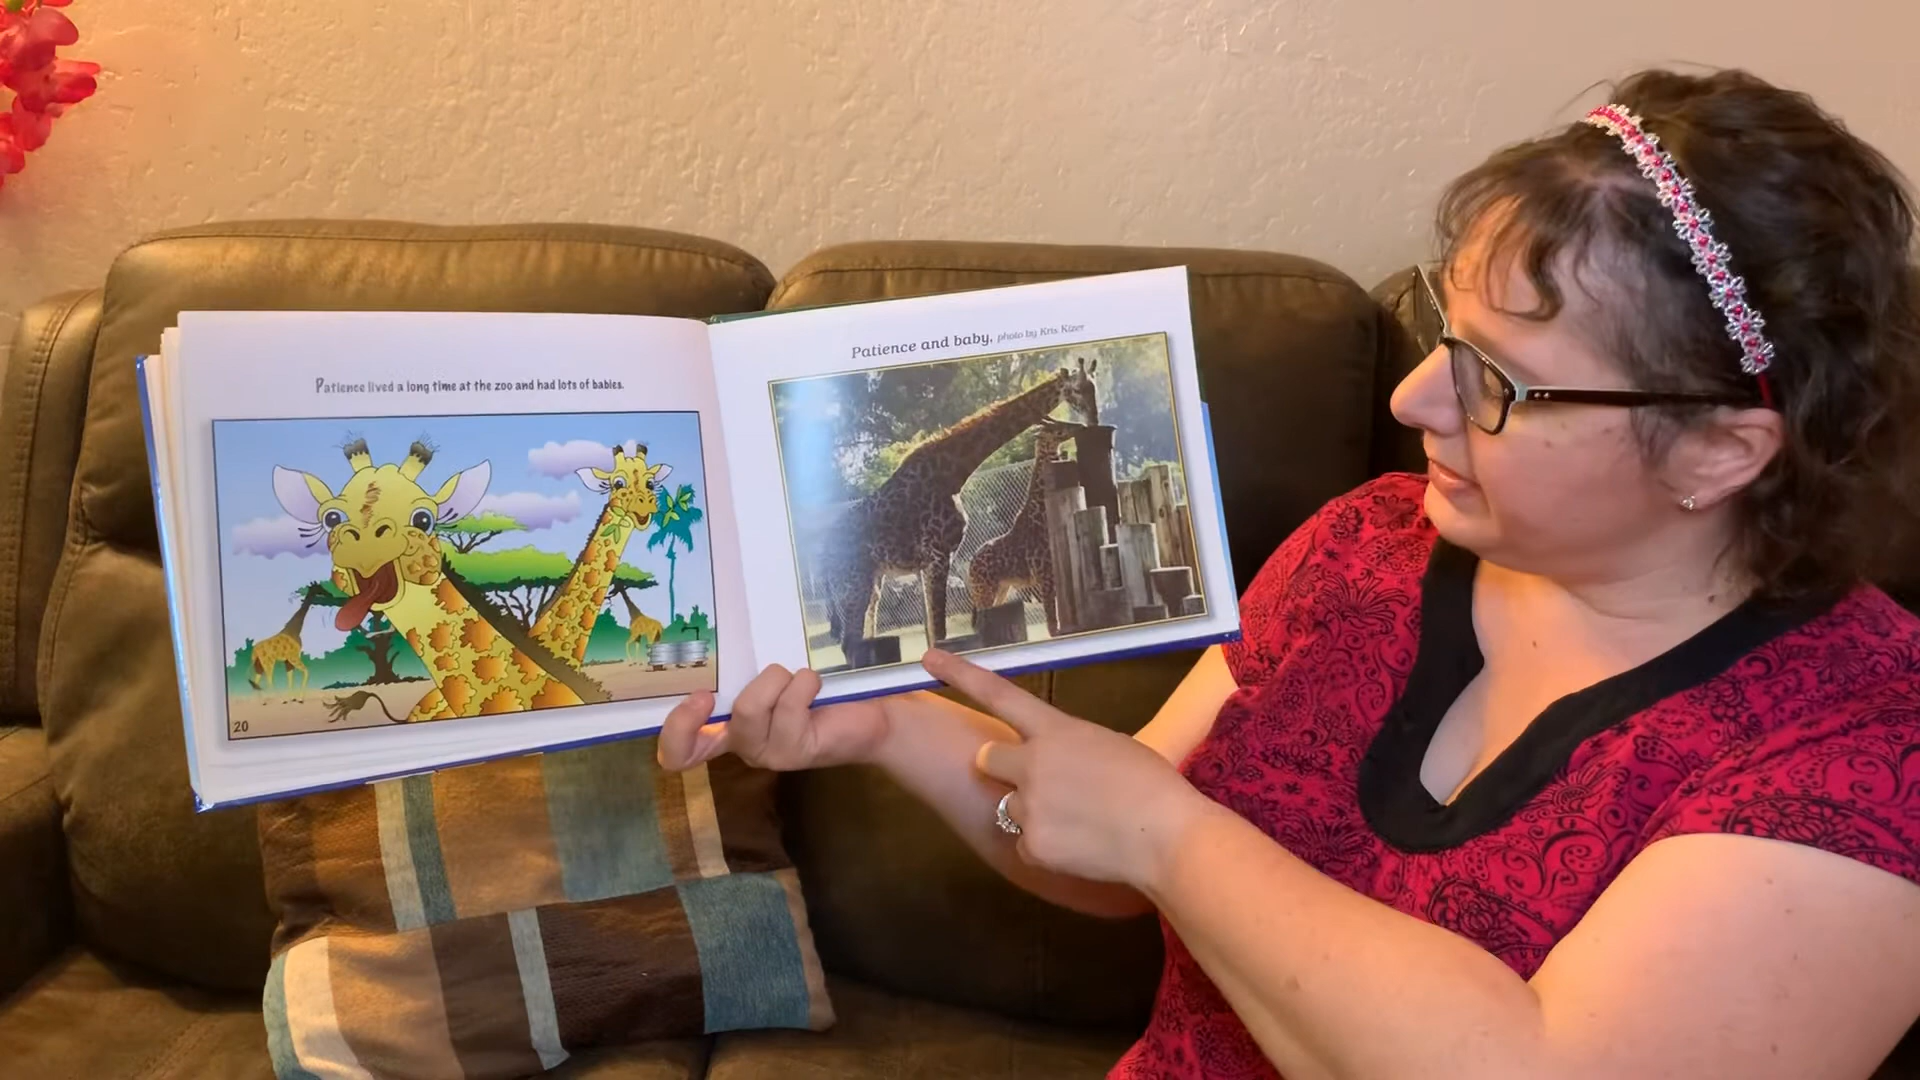 Patience lived a long time at the zoo and had lots of babies.
20
Patience and baby, photo by Kris Kizer